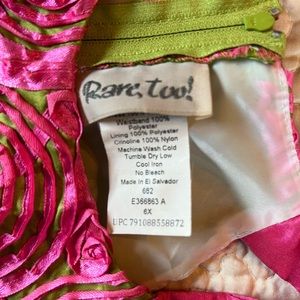 Rare, Too!
Waistband 100%
Polyester
Lining 100% Polyester
Crinoline 100% Nylon
Machine Wash Cold
Tumble Dry Low
Cool Iron
No Bleach
Made in El Salvador
682
E366863 A
6X
UPC 791088558872